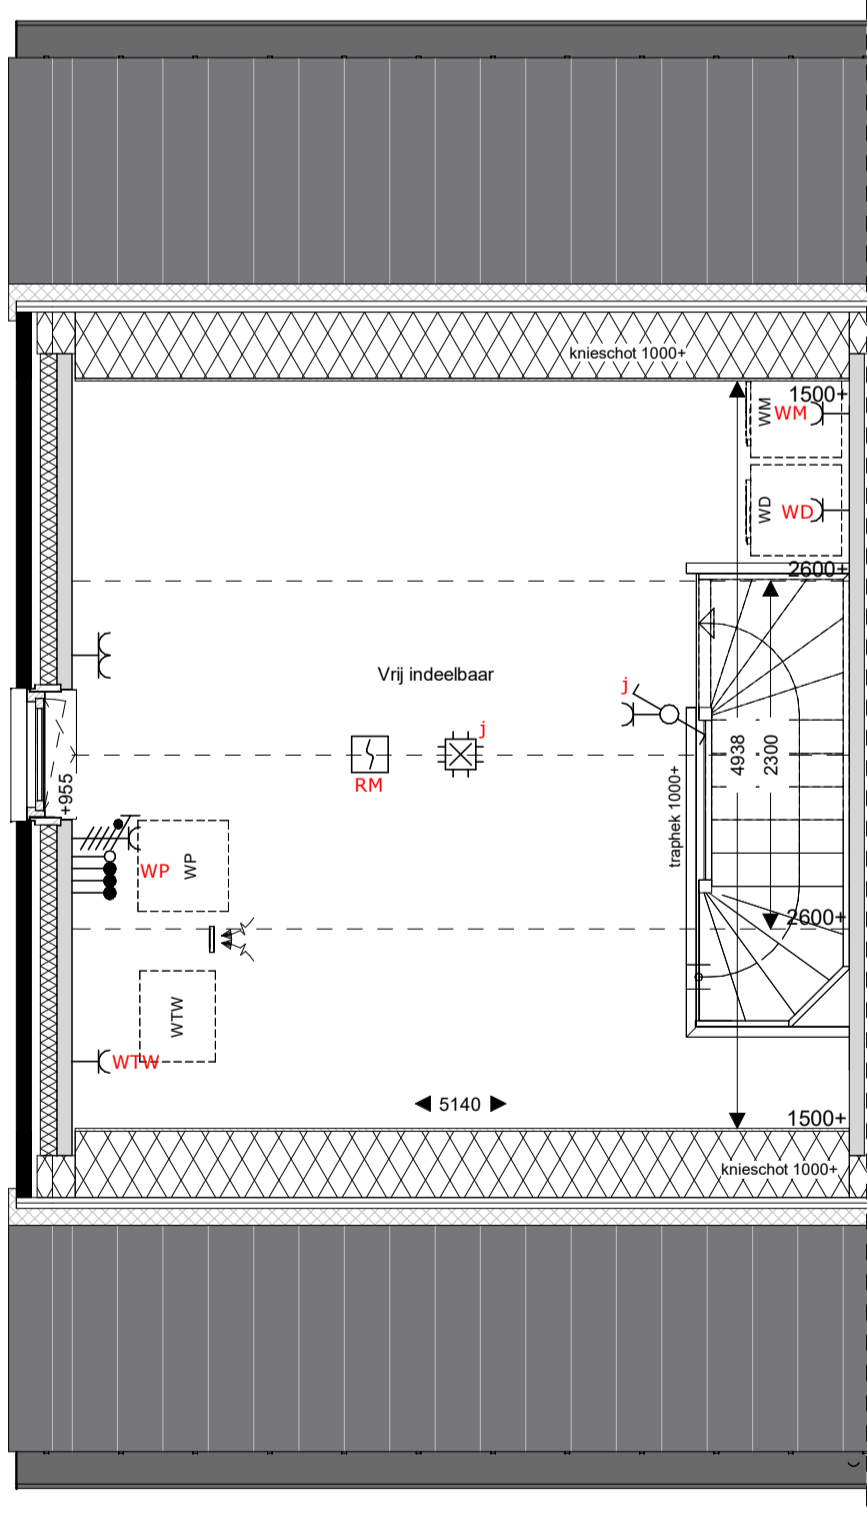 knieschot 1000+
1500+
WM
WM
WD
WD
2600+
Vrij indeelbaar
j
j
RM
4938
2300
+955
traphek 1000+
WP
WP
2600+
WTW
WTW
5140
1500+
knieschot 1000+